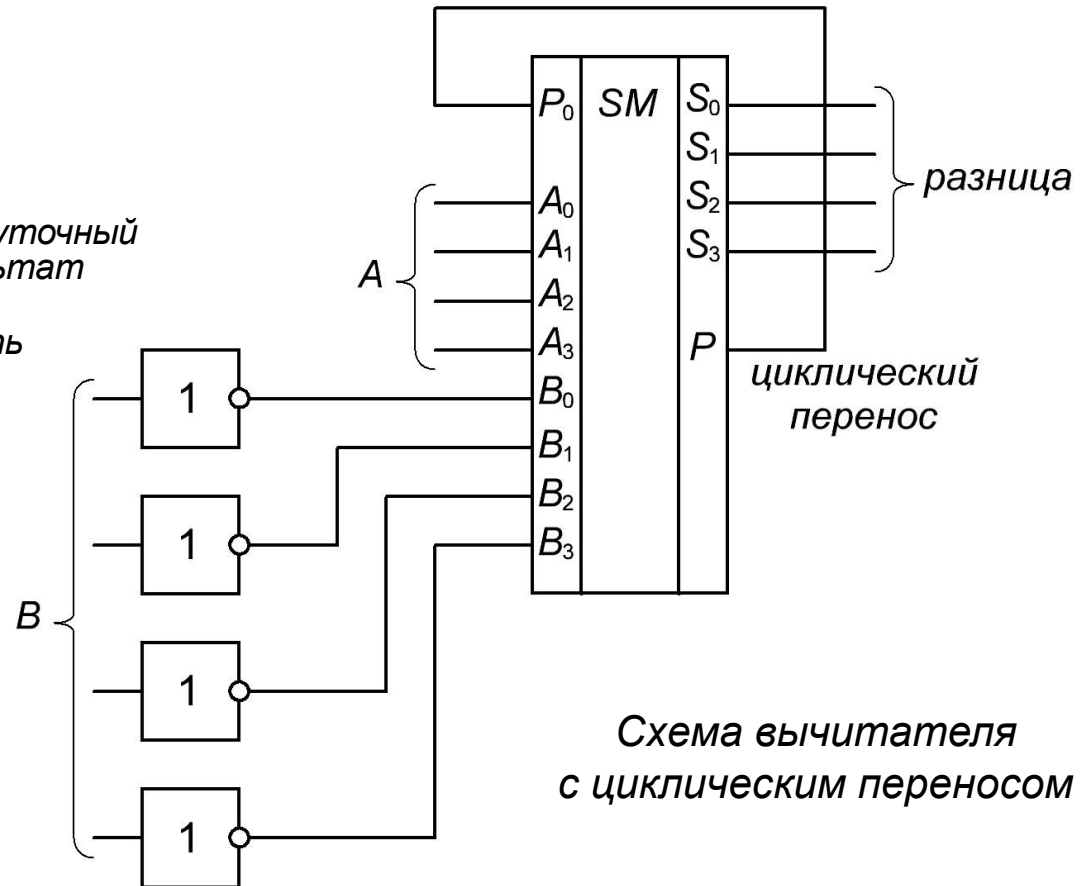 P₀ SM S₀
S₁
S₂
S₃
разница
A₀
A₁
A₂
A₃
A
P
циклический
перенос
B₀
B₁
B₂
B₃
1
1
1
1
B
Схема вычитателя
с циклическим переносом